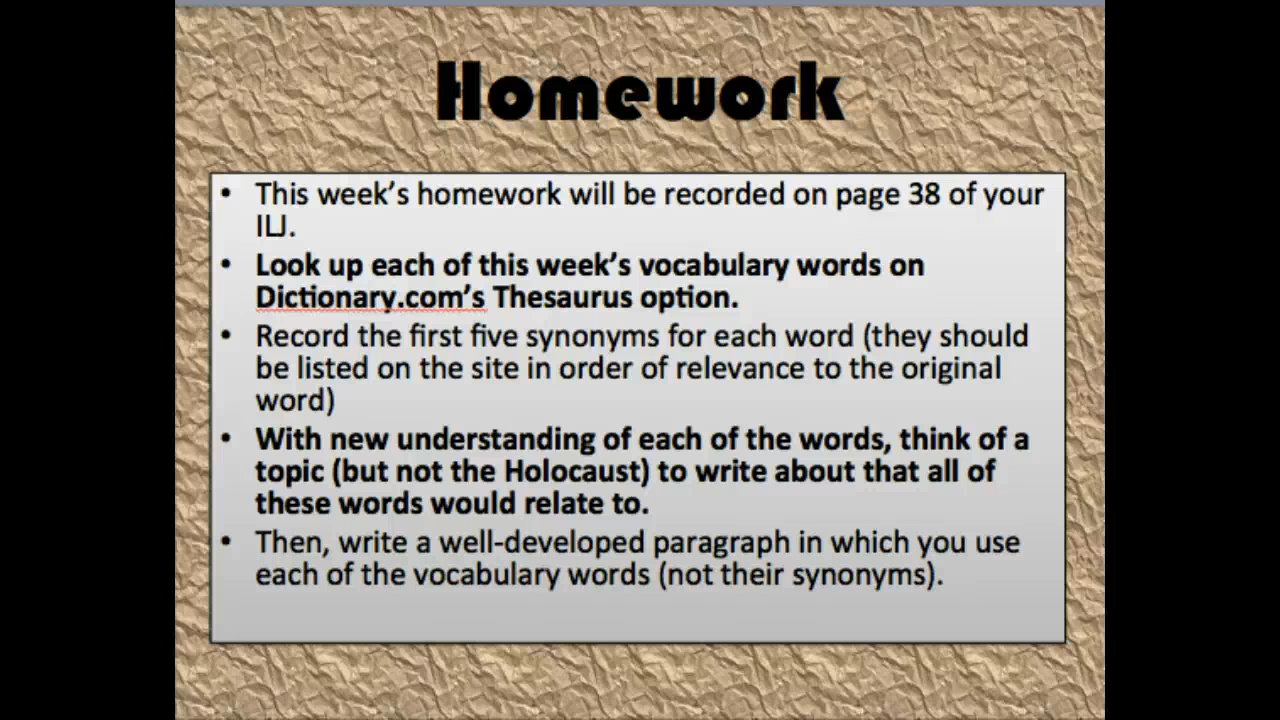 Homework
• This week's homework will be recorded on page 38 of your
ILJ.
• Look up each of this week's vocabulary words on
Dictionary.com's Thesaurus option.
• Record the first five synonyms for each word (they should
be listed on the site in order of relevance to the original
word)
• With new understanding of each of the words, think of a
topic (but not the Holocaust) to write about that all of
these words would relate to.
• Then, write a well-developed paragraph in which you use
each of the vocabulary words (not their synonyms).